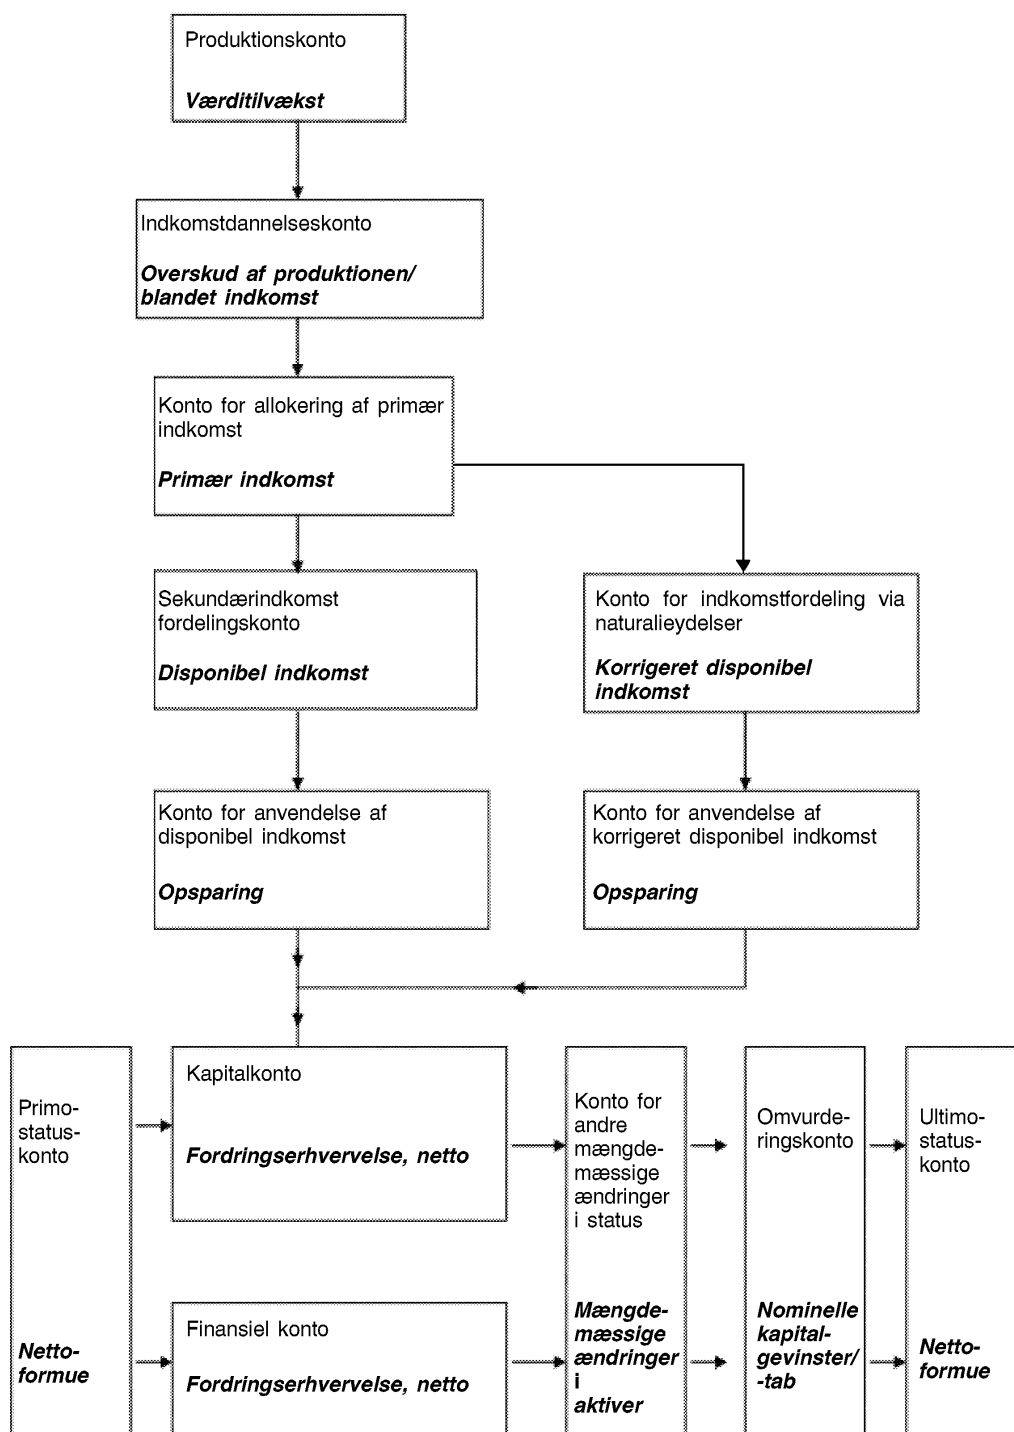 Produktionskonto
Værditilvækst
Indkomstdannelseskonto
Overskud af produktionen/
blandet indkomst
Konto for allokering af primær
indkomst
Primær indkomst
Sekundærindkomst
fordelingskonto
Disponibel indkomst
Konto for indkomstfordeling via
naturalieydelser
Korrigeret disponibel
indkomst
Konto for anvendelse af
disponibel indkomst
Opsparing
Konto for anvendelse af
korrigeret disponibel indkomst
Opsparing
Primo-
status-
konto
Netto-
formue
Kapitalkonto
Fordringserhvervelse, netto
Finansiel konto
Fordringserhvervelse, netto
Konto for
andre
mængde-
mæssige
ændringer
i status
Mængde-
mæssige
ændringer
i
aktiver
Omvurde-
ringskonto
Nominelle
kapital-
gevinster/
-tab
Ultimo-
status-
konto
Netto-
formue